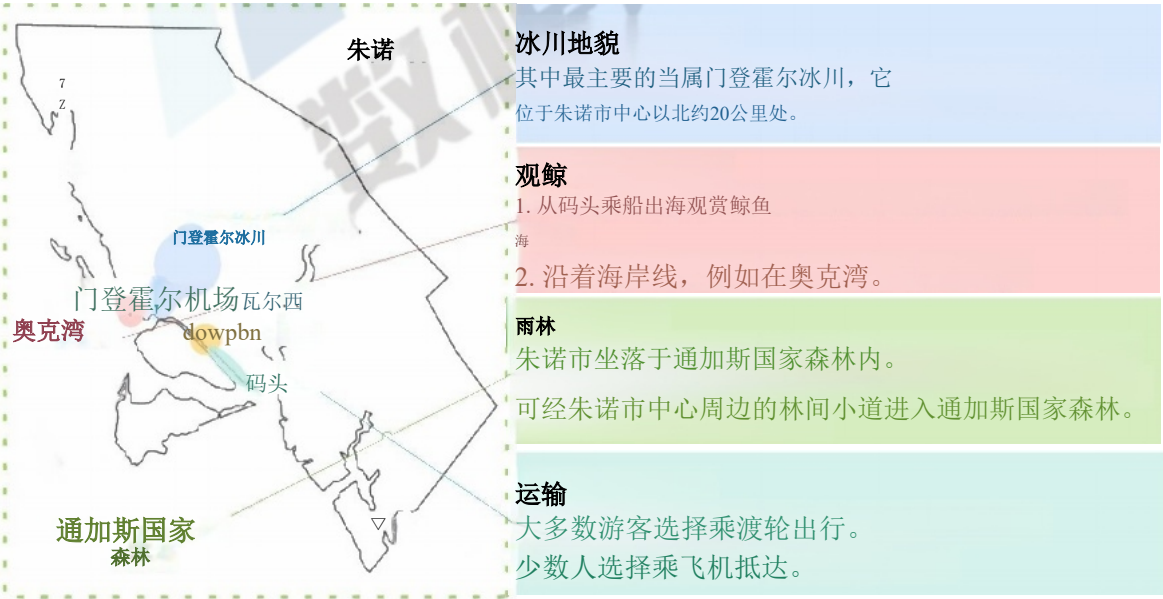 朱诺
7
Z
门登霍尔冰川
门登霍尔机场瓦尔西
奥克湾
dowpbn
码头
通加斯国家
森林
冰川地貌
其中最主要的当属门登霍尔冰川，它
位于朱诺市中心以北约20公里处。
观鲸
1. 从码头乘船出海观赏鲸鱼
海
2. 沿着海岸线，例如在奥克湾。
雨林
朱诺市坐落于通加斯国家森林内。
可经朱诺市中心周边的林间小道进入通加斯国家森林。
运输
大多数游客选择乘渡轮出行。
少数人选择乘飞机抵达。